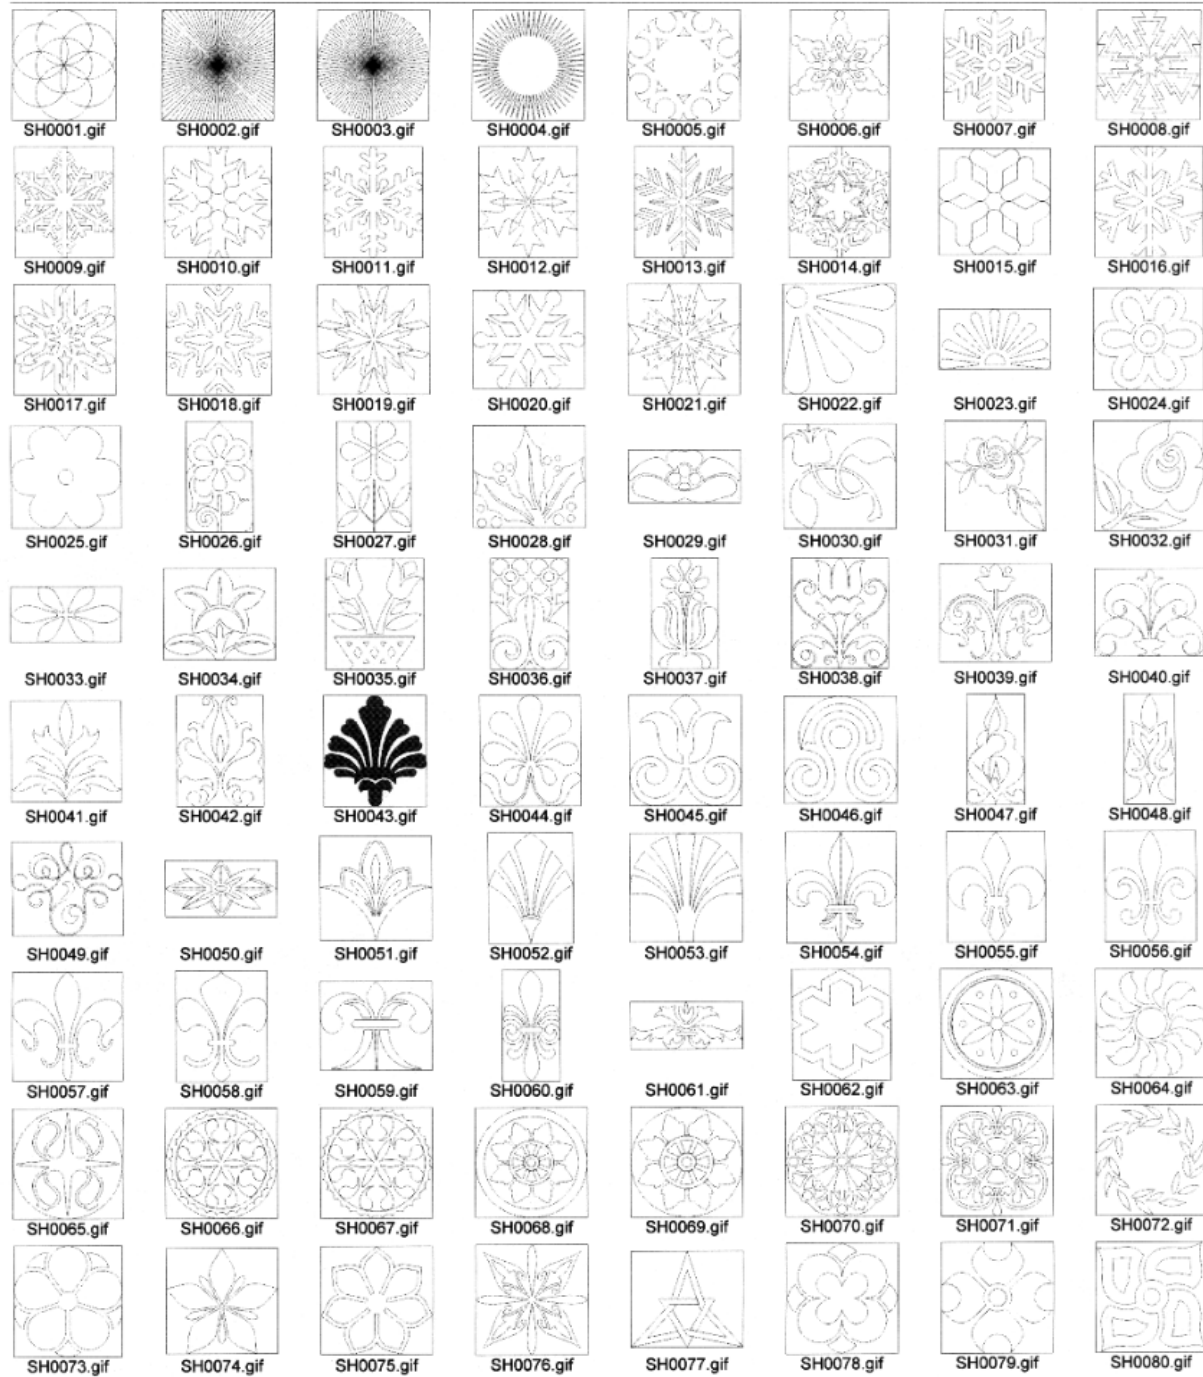 SH0001.gif SH0002.gif SH0003.gif SH0004.gif SH0005.gif SH0006.gif SH0007.gif SH0008.gif
SH0009.gif SH0010.gif SH0011.gif SH0012.gif SH0013.gif SH0014.gif SH0015.gif SH0016.gif
SH0017.gif SH0018.gif SH0019.gif SH0020.gif SH0021.gif SH0022.gif SH0023.gif SH0024.gif
SH0025.gif SH0026.gif SH0027.gif SH0028.gif SH0029.gif SH0030.gif SH0031.gif SH0032.gif
SH0033.gif SH0034.gif SH0035.gif SH0036.gif SH0037.gif SH0038.gif SH0039.gif SH0040.gif
SH0041.gif SH0042.gif SH0043.gif SH0044.gif SH0045.gif SH0046.gif SH0047.gif SH0048.gif
SH0049.gif SH0050.gif SH0051.gif SH0052.gif SH0053.gif SH0054.gif SH0055.gif SH0056.gif
SH0057.gif SH0058.gif SH0059.gif SH0060.gif SH0061.gif SH0062.gif SH0063.gif SH0064.gif
SH0065.gif SH0066.gif SH0067.gif SH0068.gif SH0069.gif SH0070.gif SH0071.gif SH0072.gif
SH0073.gif SH0074.gif SH0075.gif SH0076.gif SH0077.gif SH0078.gif SH0079.gif SH0080.gif